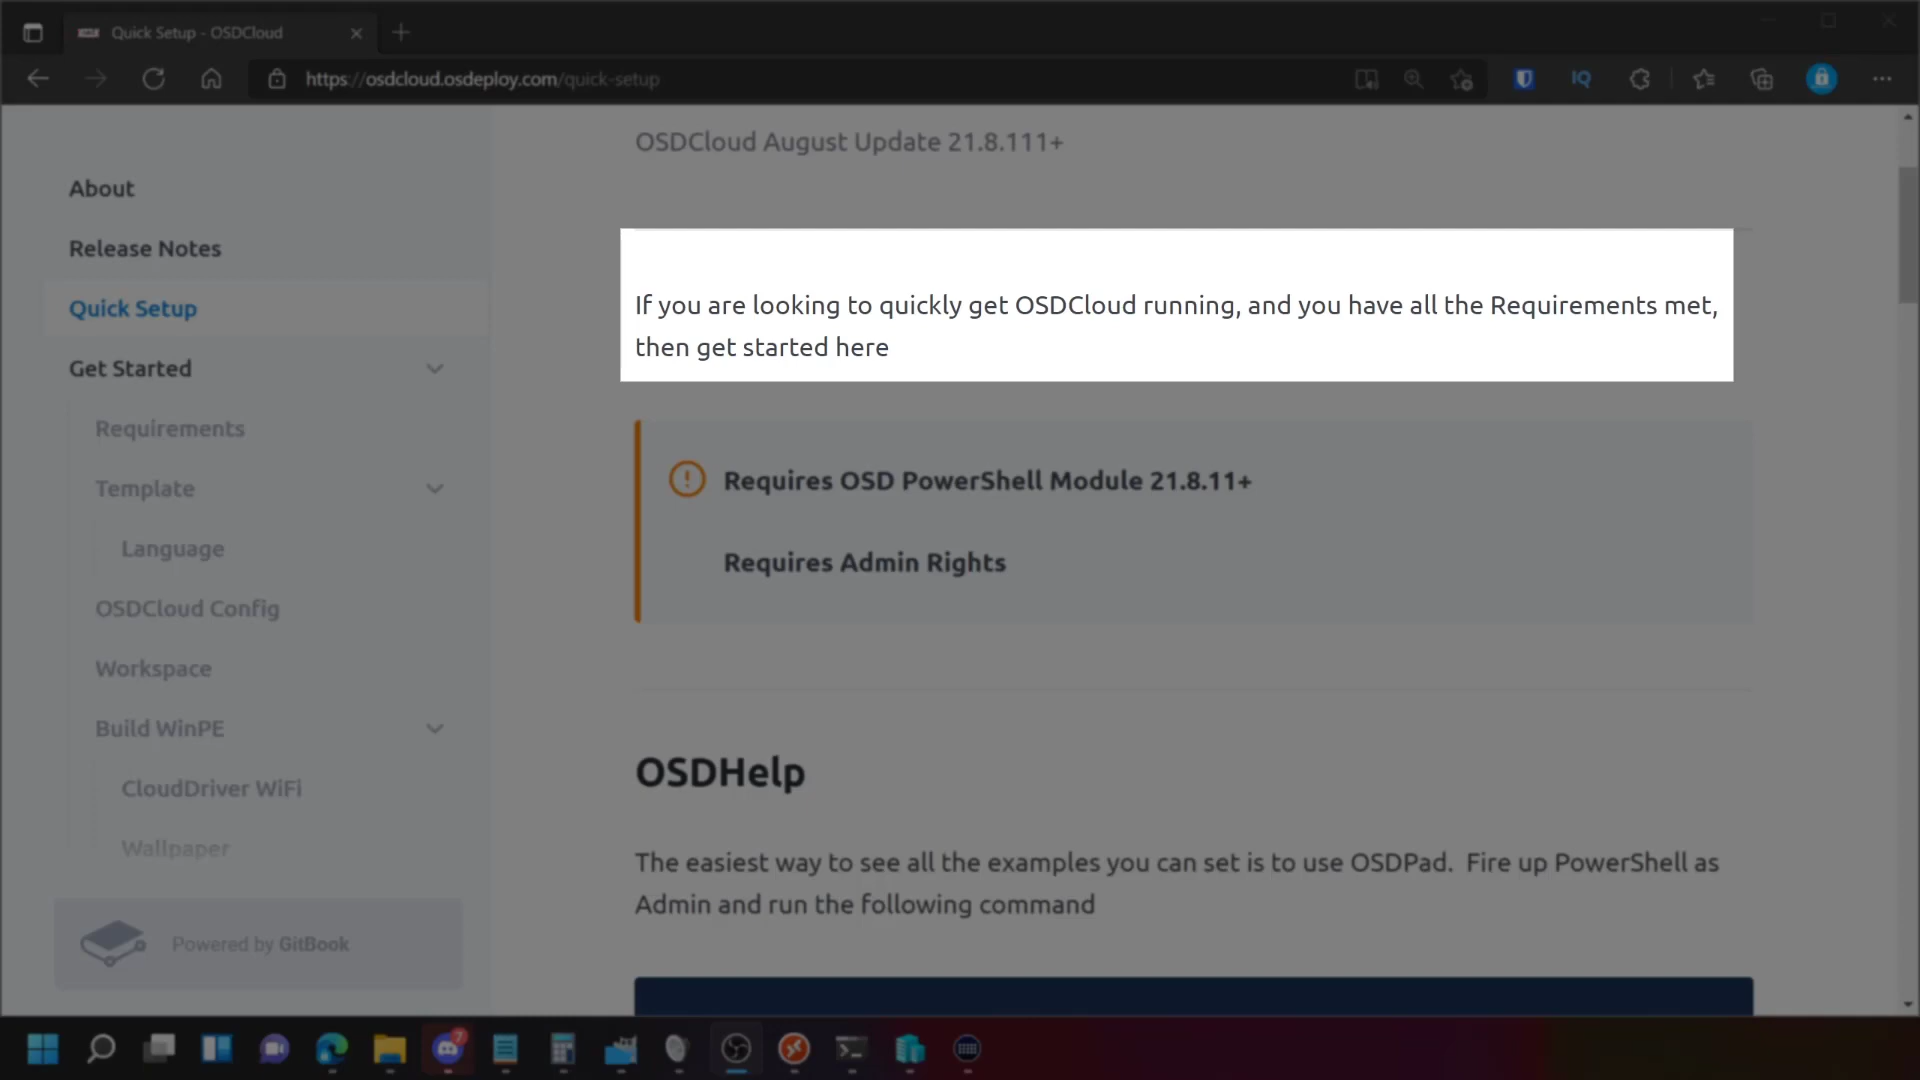 Quick Setup - OSDCloud
https://osdcloud.osdeploy.com/quick-setup
IQ
About
Release Notes
Quick Setup
Get Started
Requirements
Template
Language
OSDCloud Config
Workspace
Build WinPE
CloudDriver WiFi
Wallpaper
Powered by GitBook
OSDCloud August Update 21.8.111+
If you are looking to quickly get OSDCloud running, and you have all the Requirements met,
then get started here
Requires OSD PowerShell Module 21.8.11+
Requires Admin Rights
OSDHelp
The easiest way to see all the examples you can set is to use OSDPad. Fire up PowerShell as
Admin and run the following command
7